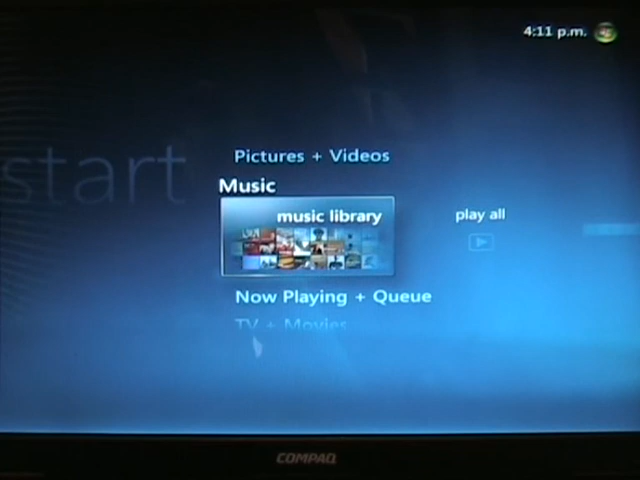 4:11 p.m.
start
Pictures + Videos
Music
music library
play all
Now Playing + Queue
TV + Movies
COMPAQ